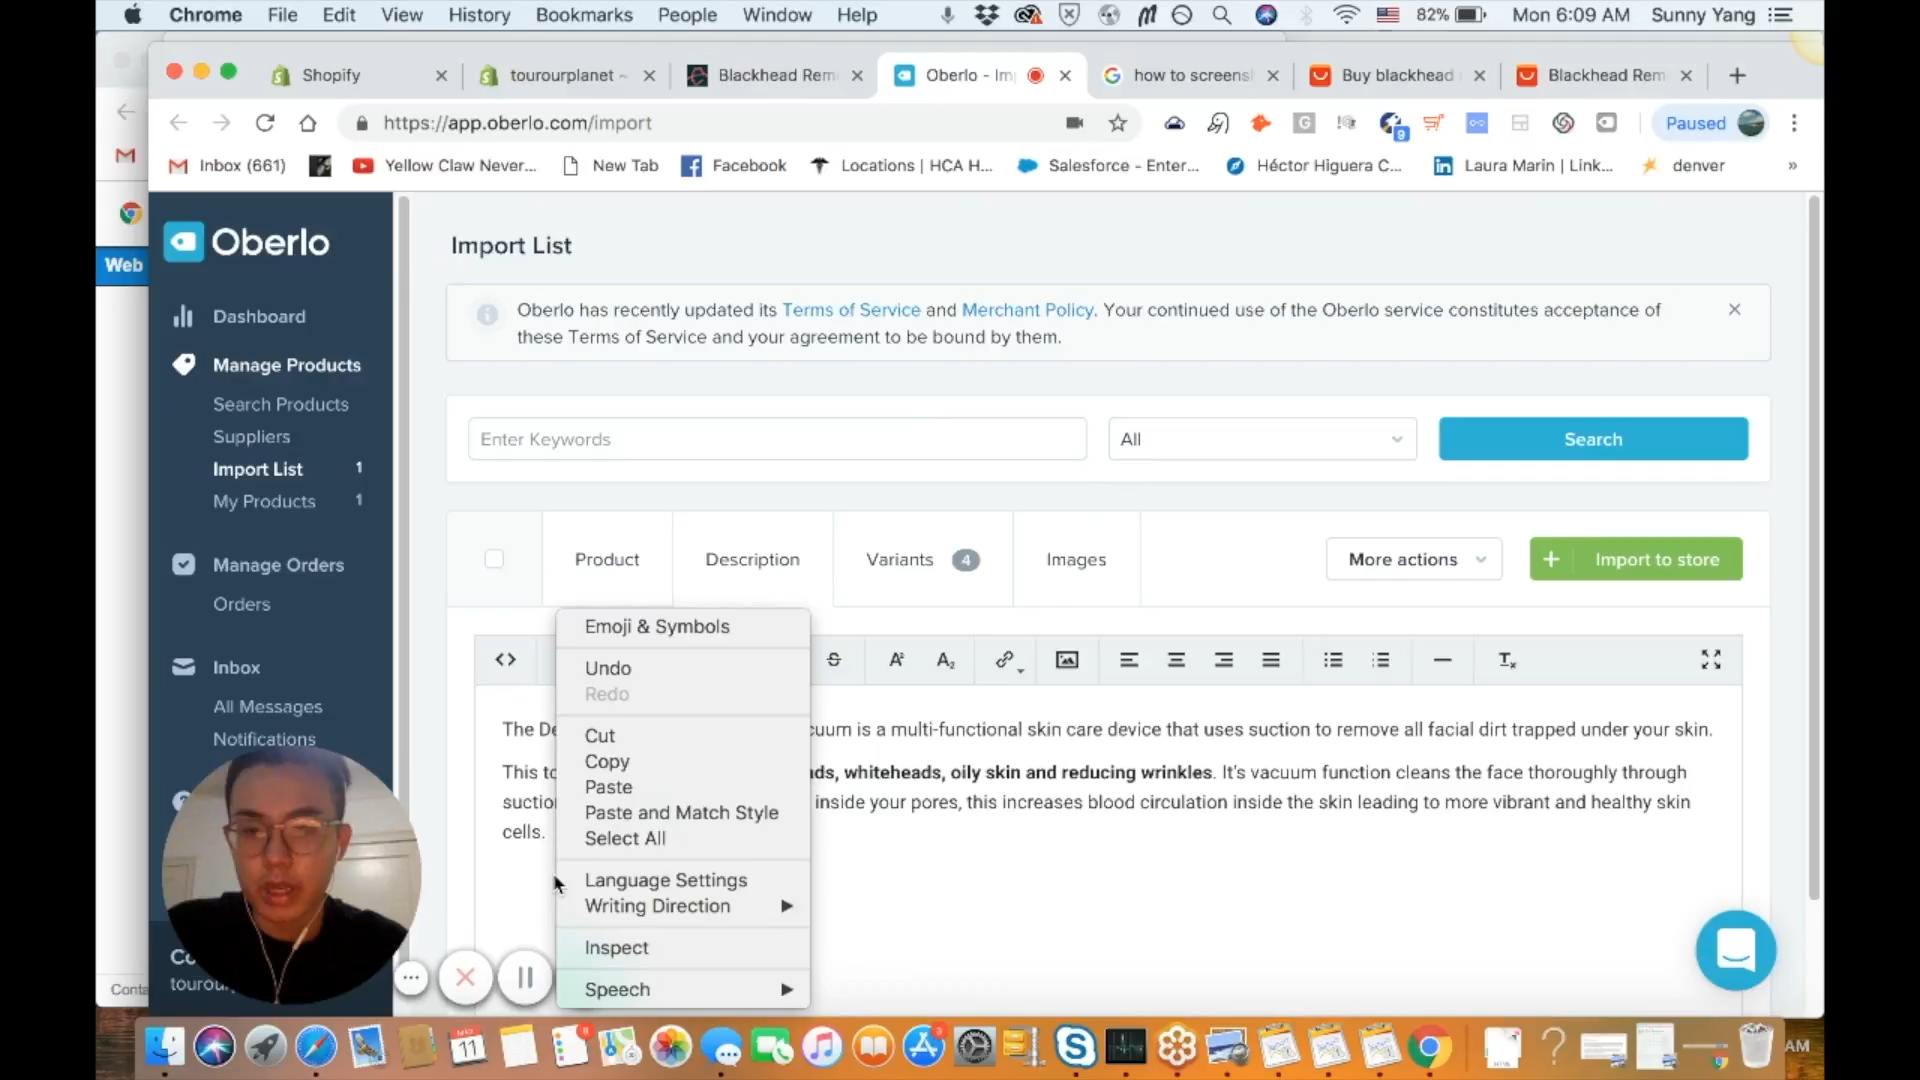 Chrome File Edit View History Bookmarks People Window Help 82% Mon 6:09 AM Sunny Yang
Shopify tourourplanet ~ Blackhead Rem Oberlo - Im how to screensh Buy blackhead Blackhead Rem
https://app.oberlo.com/import Paused
Inbox (661) Yellow Claw Never... New Tab Facebook Locations | HCA H... Salesforce - Enter... Héctor Higuera C... Laura Marin | Link... denver »
Web
Oberlo
Dashboard
Manage Products
Search Products
Suppliers
Import List 1
My Products 1
Manage Orders
Orders
Inbox
All Messages
Notifications
Co
tourour
Conta
Import List
Oberlo has recently updated its Terms of Service and Merchant Policy. Your continued use of the Oberlo service constitutes acceptance of
these Terms of Service and your agreement to be bound by them.
Enter Keywords All Search
Product Description Variants 4 Images More actions + Import to store
The De
cuum is a multi-functional skin care device that uses suction to remove all facial dirt trapped under your skin.
This to
ds, whiteheads, oily skin and reducing wrinkles. It's vacuum function cleans the face thoroughly through
suction
inside your pores, this increases blood circulation inside the skin leading to more vibrant and healthy skin
cells.
Emoji & Symbols
Undo
Redo
Cut
Copy
Paste
Paste and Match Style
Select All
Language Settings
Writing Direction
Inspect
Speech
11
AM